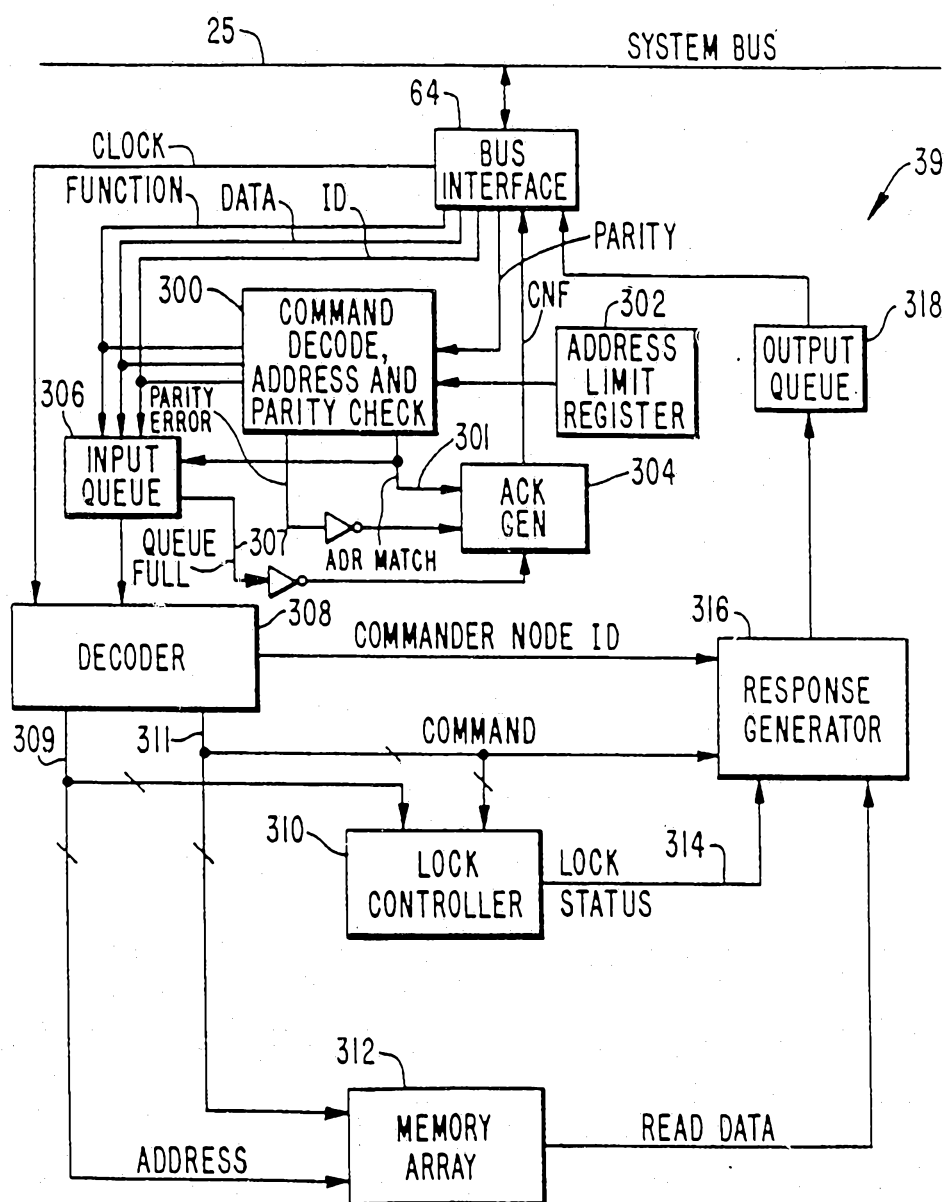 25
SYSTEM BUS
64
CLOCK
BUS
INTERFACE
39
FUNCTION
DATA
ID
PARITY
300
CNF
302
318
COMMAND
DECODE,
ADDRESS AND
PARITY CHECK
ADDRESS
LIMIT
REGISTER
OUTPUT
QUEUE
306
PARITY
ERROR
301
304
INPUT
QUEUE
ACK
GEN
307
QUEUE
FULL
ADR MATCH
308
316
DECODER
COMMANDER NODE ID
RESPONSE
GENERATOR
309
311
COMMAND
310
LOCK
CONTROLLER
LOCK
STATUS
314
312
MEMORY
ARRAY
READ DATA
ADDRESS